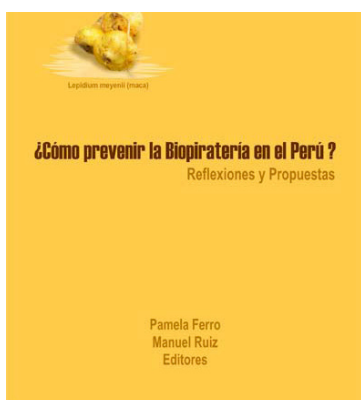 Lepidium meyenii (maca)
¿Cómo prevenir la Biopiratería en el Perú ?
Reflexiones y Propuestas
Pamela Ferro
Manuel Ruiz
Editores